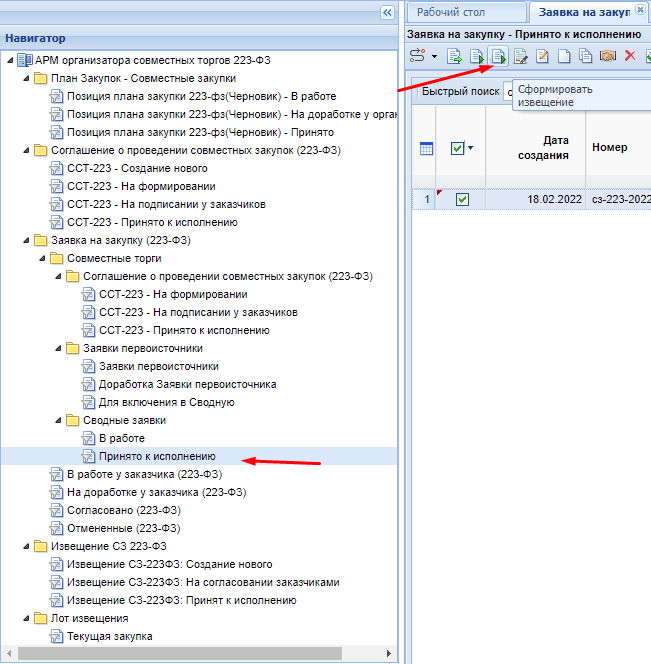 Навигатор
АРМ организатора совместных торгов 223-ФЗ
План Закупок - Совместные закупки
Позиция плана закупки 223-фз(Черновик) - В работе
Позиция плана закупки 223-фз(Черновик) - На доработке у орга
Позиция плана закупки 223-фз(Черновик) - Принято
Соглашение о проведении совместных закупок (223-ФЗ)
ССТ-223 - Создание нового
ССТ-223 - На формировании
ССТ-223 - На подписании у заказчиков
ССТ-223 - Принято к исполнению
Заявка на закупку (223-ФЗ)
Совместные торги
Соглашение о проведении совместных закупок (223-ФЗ)
ССТ-223 - На формировании
ССТ-223 - На подписании у заказчиков
ССТ-223 - Принято к исполнению
Заявки первоисточники
Заявки первоисточники
Доработка Заявки первоисточника
Для включения в Сводную
Сводные заявки
В работе
Принято к исполнению
В работе у заказчика (223-ФЗ)
На доработке у заказчика (223-ФЗ)
Согласовано (223-ФЗ)
Отмененные (223-ФЗ)
Извещение СЗ 223-ФЗ
Извещение СЗ-223ФЗ: Создание нового
Извещение СЗ-223ФЗ: На согласовании заказчиками
Извещение СЗ-223ФЗ: Принят к исполнению
Лот извещения
Текущая закупка
Рабочий стол
Заявка на закуп
Заявка на закупку - Принято к исполнению
Быстрый поиск
Сформировать
извещение
Дата
создания
Номер
1 18.02.2022 сз-223-2022